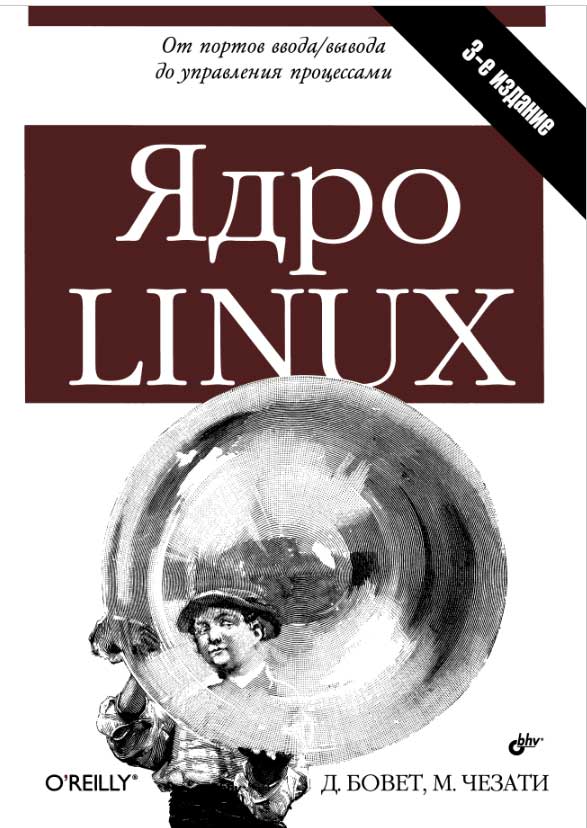 От портов ввода/вывода
до управления процессами
3-е издание
Ядро
LINUX
bhv®
O'REILLY®
Д. БОВЕТ, М. ЧЕЗАТИ